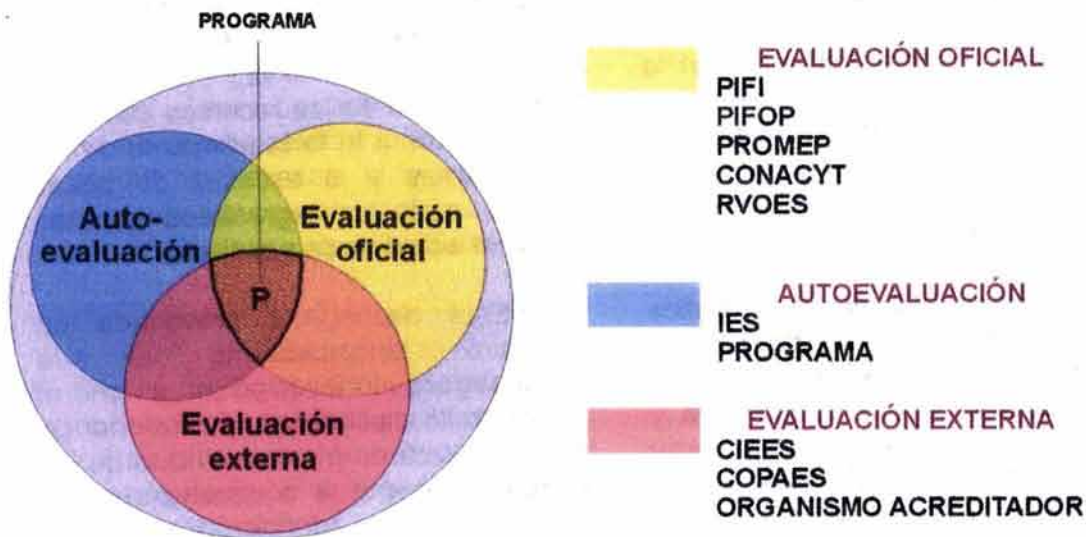 PROGRAMA
Auto-
evaluación
Evaluación
oficial
P
Evaluación
externa
EVALUACIÓN OFICIAL
PIFI
PIFOP
PROMEP
CONACYT
RVOES
AUTOEVALUACIÓN
IES
PROGRAMA
EVALUACIÓN EXTERNA
CIEES
COPAES
ORGANISMO ACREDITADOR